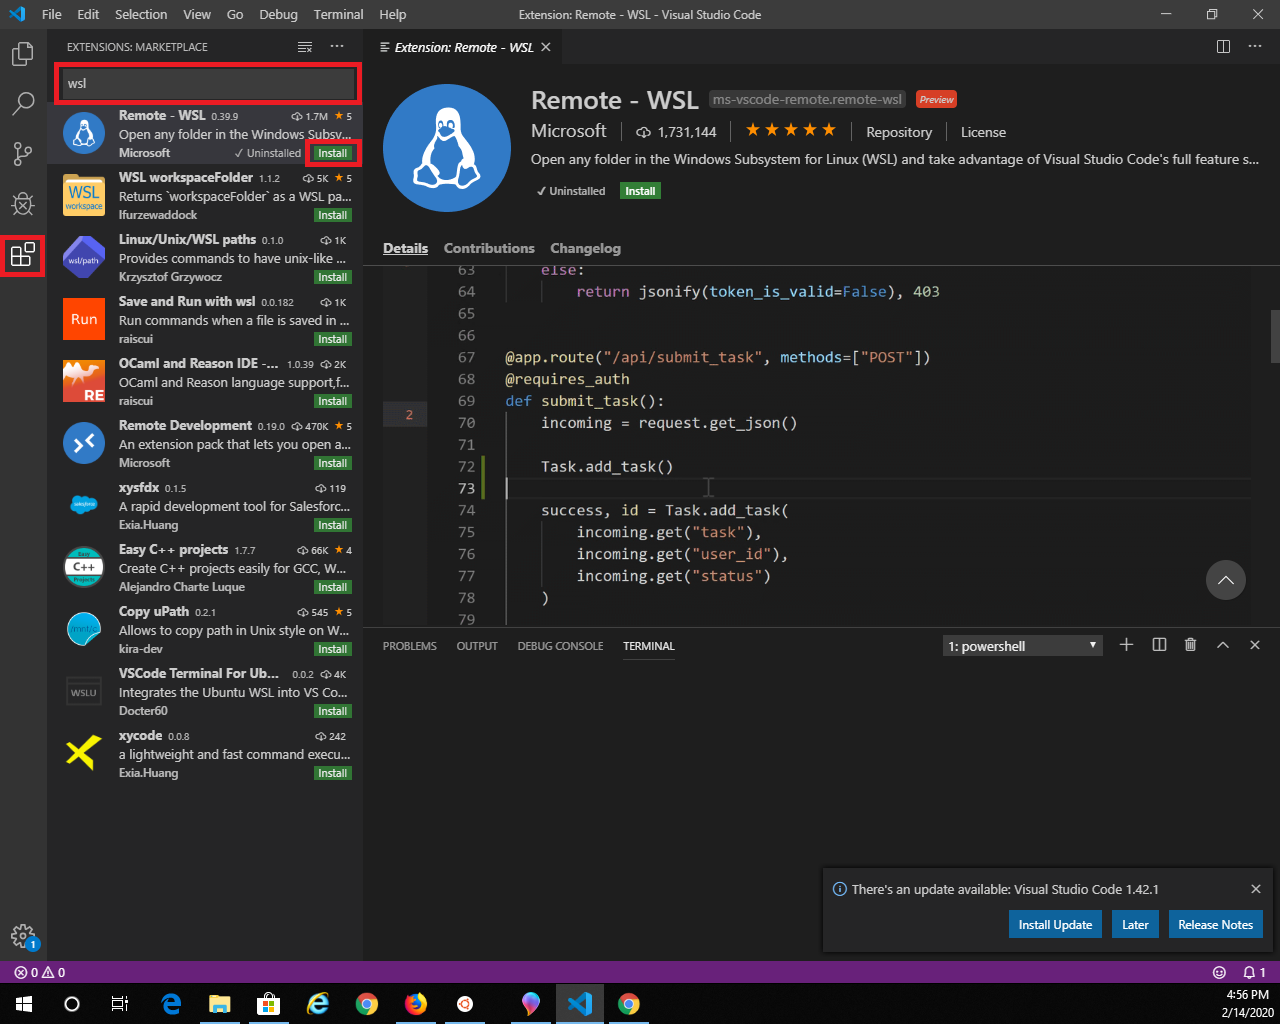 File Edit Selection View Go Debug Terminal Help Extension: Remote - WSL - Visual Studio Code
EXTENSIONS: MARKETPLACE
wsl
Remote - WSL 0.39.9 1.7M ★ 5
Open any folder in the Windows Subsy...
Microsoft ✓ Uninstalled Install
WSL
workspace
WSL workspaceFolder 1.1.2 5K ★ 5
Returns `workspaceFolder` as a WSL pa...
lfurzewaddock Install
wsl/path
Linux/Unix/WSL paths 0.1.0 1K
Provides commands to have unix-like ...
Krzysztof Grzywocz Install
Run
Save and Run with wsl 0.0.182 1K
Run commands when a file is saved in ...
raiscui Install
RE
OCaml and Reason IDE -... 1.0.39 2K
OCaml and Reason language support,f...
raiscui Install
Remote Development 0.19.0 470K ★ 5
An extension pack that lets you open a...
Microsoft Install
salesforce
xysfdx 0.1.5 119
A rapid development tool for Salesforc...
Exia.Huang Install
Easy
C++
Projects
Easy C++ projects 1.7.7 66K ★ 4
Create C++ projects easily for GCC, W...
Alejandro Charte Luque Install
/mnt/c
Copy uPath 0.2.1 545 ★ 5
Allows to copy path in Unix style on W...
kira-dev Install
WSLU
VSCode Terminal For Ub... 0.0.2 4K
Integrates the Ubuntu WSL into VS Co...
Docter60 Install
xycode 0.0.8 242
a lightweight and fast command execu...
Exia.Huang Install
Extension: Remote - WSL
Remote - WSL ms-vscode-remote.remote-wsl Preview
Microsoft 1,731,144 ★★★★★ Repository License
Open any folder in the Windows Subsystem for Linux (WSL) and take advantage of Visual Studio Code's full feature s...
✓ Uninstalled Install
Details Contributions Changelog
63 else:
64 return jsonify(token_is_valid=False), 403
65
66
67 @app.route("/api/submit_task", methods=["POST"])
68 @requires_auth
69 def submit_task():
2
70 incoming = request.get_json()
71
72 Task.add_task()
73
74 success, id = Task.add_task(
75 incoming.get("task"),
76 incoming.get("user_id"),
77 incoming.get("status")
78 )
79
PROBLEMS OUTPUT DEBUG CONSOLE TERMINAL 1: powershell
There's an update available: Visual Studio Code 1.42.1
Install Update Later Release Notes
1
0 0 1
4:56 PM
2/14/2020